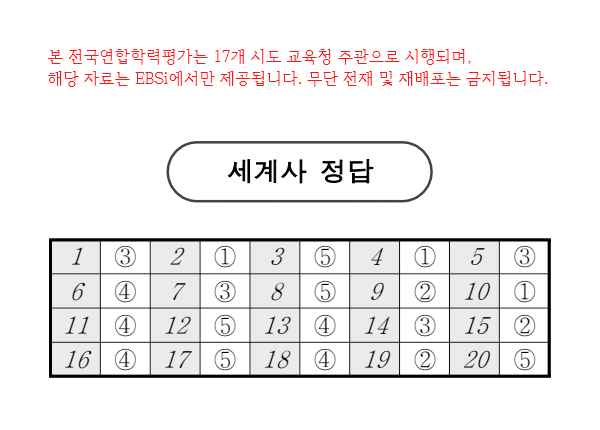 본 전국연합학력평가는 17개 시도 교육청 주관으로 시행되며,
해당 자료는 EBSi에서만 제공됩니다. 무단 전재 및 재배포는 금지됩니다.
세계사 정답
1 ③ 2 ① 3 ⑤ 4 ① 5 ③
6 ④ 7 ③ 8 ⑤ 9 ② 10 ①
11 ④ 12 ⑤ 13 ④ 14 ③ 15 ②
16 ④ 17 ⑤ 18 ④ 19 ② 20 ⑤